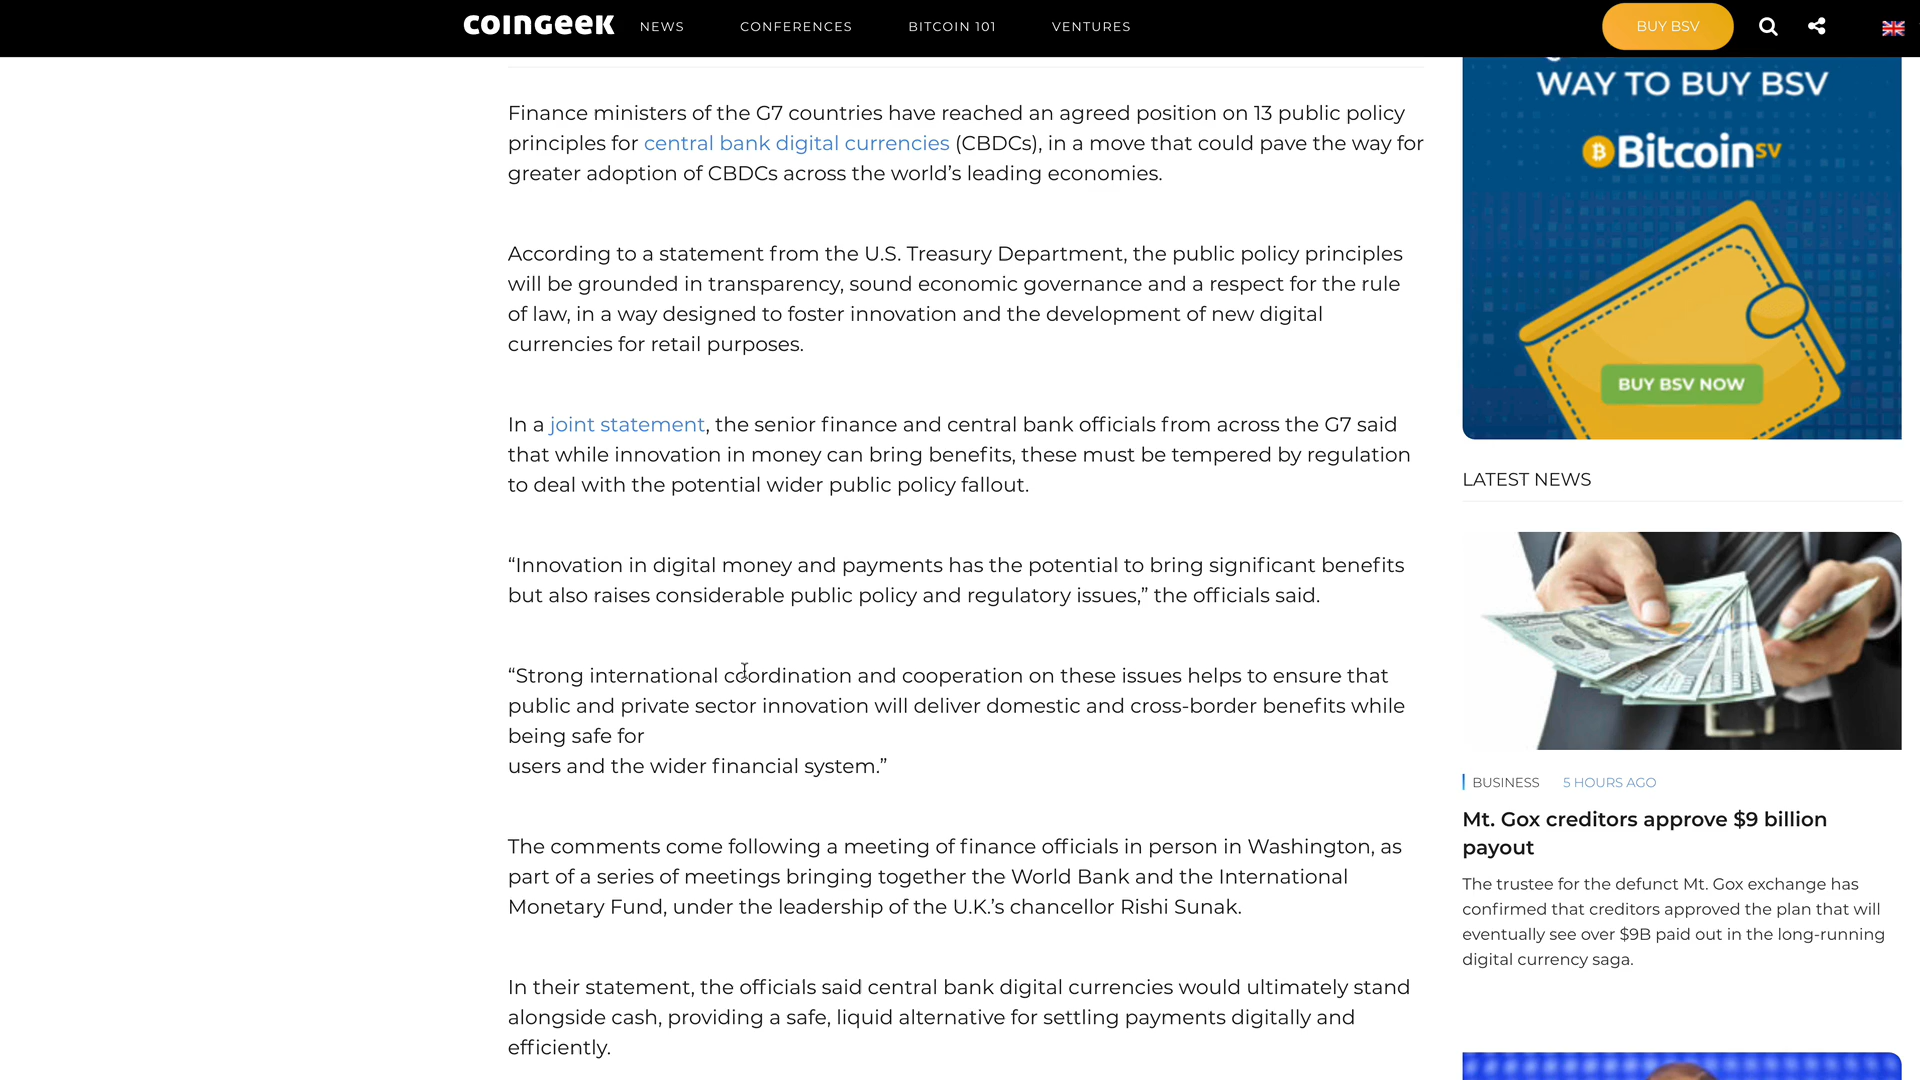 COINGEEK
NEWS
CONFERENCES
BITCOIN 101
VENTURES
BUY BSV
Finance ministers of the G7 countries have reached an agreed position on 13 public policy
principles for central bank digital currencies (CBDCs), in a move that could pave the way for
greater adoption of CBDCs across the world’s leading economies.
According to a statement from the U.S. Treasury Department, the public policy principles
will be grounded in transparency, sound economic governance and a respect for the rule
of law, in a way designed to foster innovation and the development of new digital
currencies for retail purposes.
In a joint statement, the senior finance and central bank officials from across the G7 said
that while innovation in money can bring benefits, these must be tempered by regulation
to deal with the potential wider public policy fallout.
“Innovation in digital money and payments has the potential to bring significant benefits
but also raises considerable public policy and regulatory issues,” the officials said.
“Strong international coordination and cooperation on these issues helps to ensure that
public and private sector innovation will deliver domestic and cross-border benefits while
being safe for
users and the wider financial system.”
The comments come following a meeting of finance officials in person in Washington, as
part of a series of meetings bringing together the World Bank and the International
Monetary Fund, under the leadership of the U.K.’s chancellor Rishi Sunak.
In their statement, the officials said central bank digital currencies would ultimately stand
alongside cash, providing a safe, liquid alternative for settling payments digitally and
efficiently.
WAY TO BUY BSV
BitcoinSV
BUY BSV NOW
LATEST NEWS
BUSINESS 5 HOURS AGO
Mt. Gox creditors approve $9 billion
payout
The trustee for the defunct Mt. Gox exchange has
confirmed that creditors approved the plan that will
eventually see over $9B paid out in the long-running
digital currency saga.